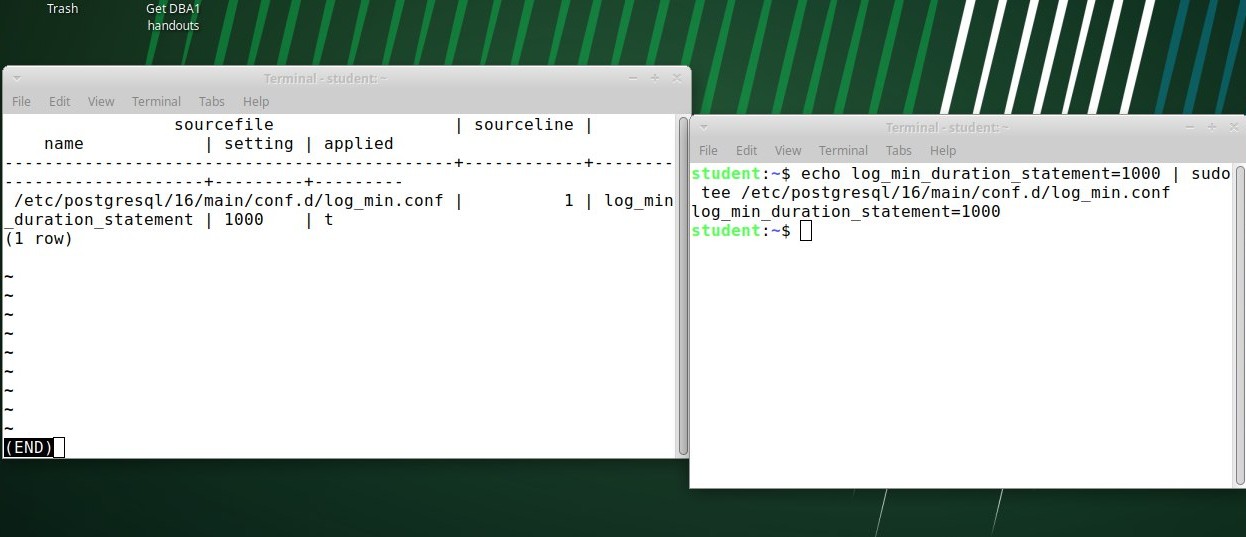 Trash
Get DBA1
handouts
Terminal - student: ~
File Edit View Terminal Tabs Help
sourcefile | sourceline |
name | setting | applied
---------------------------------------------+------------+--------
---------------------+---------+---------
/etc/postgresql/16/main/conf.d/log_min.conf | 1 | log_min
_duration_statement | 1000 | t
(1 row)
~
~
~
~
~
~
~
~
~
(END)
Terminal - student: ~
File Edit View Terminal Tabs Help
student:~$ echo log_min_duration_statement=1000 | sudo
tee /etc/postgresql/16/main/conf.d/log_min.conf
log_min_duration_statement=1000
student:~$